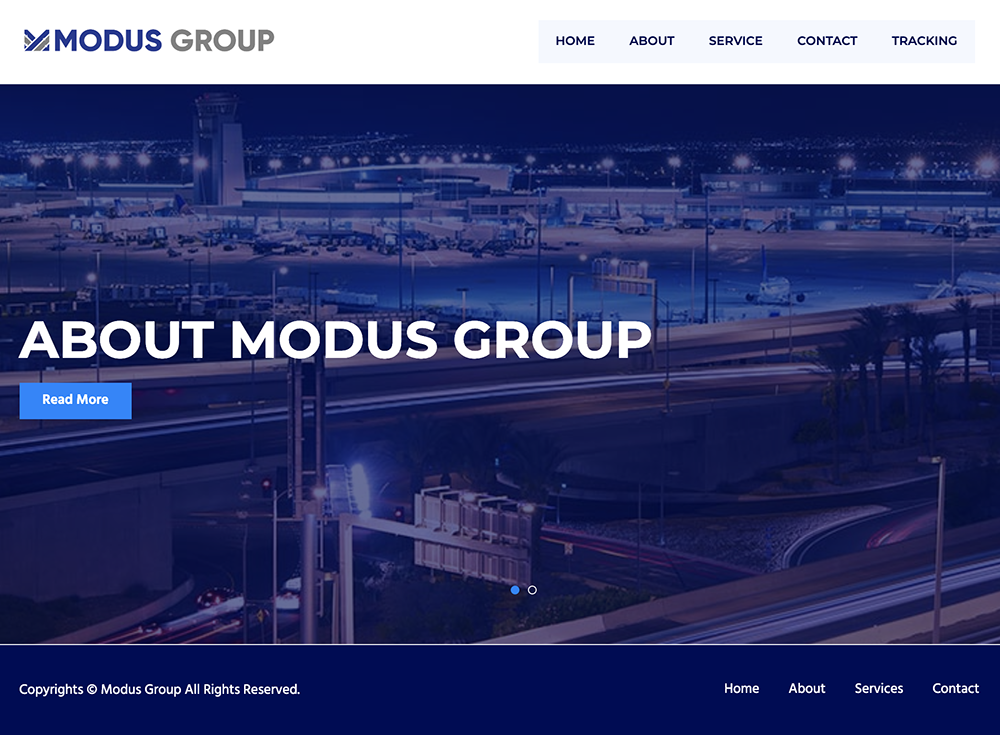 MODUS GROUP
HOME ABOUT SERVICE CONTACT TRACKING
ABOUT MODUS GROUP
Read More
Copyrights © Modus Group All Rights Reserved.
Home About Services Contact